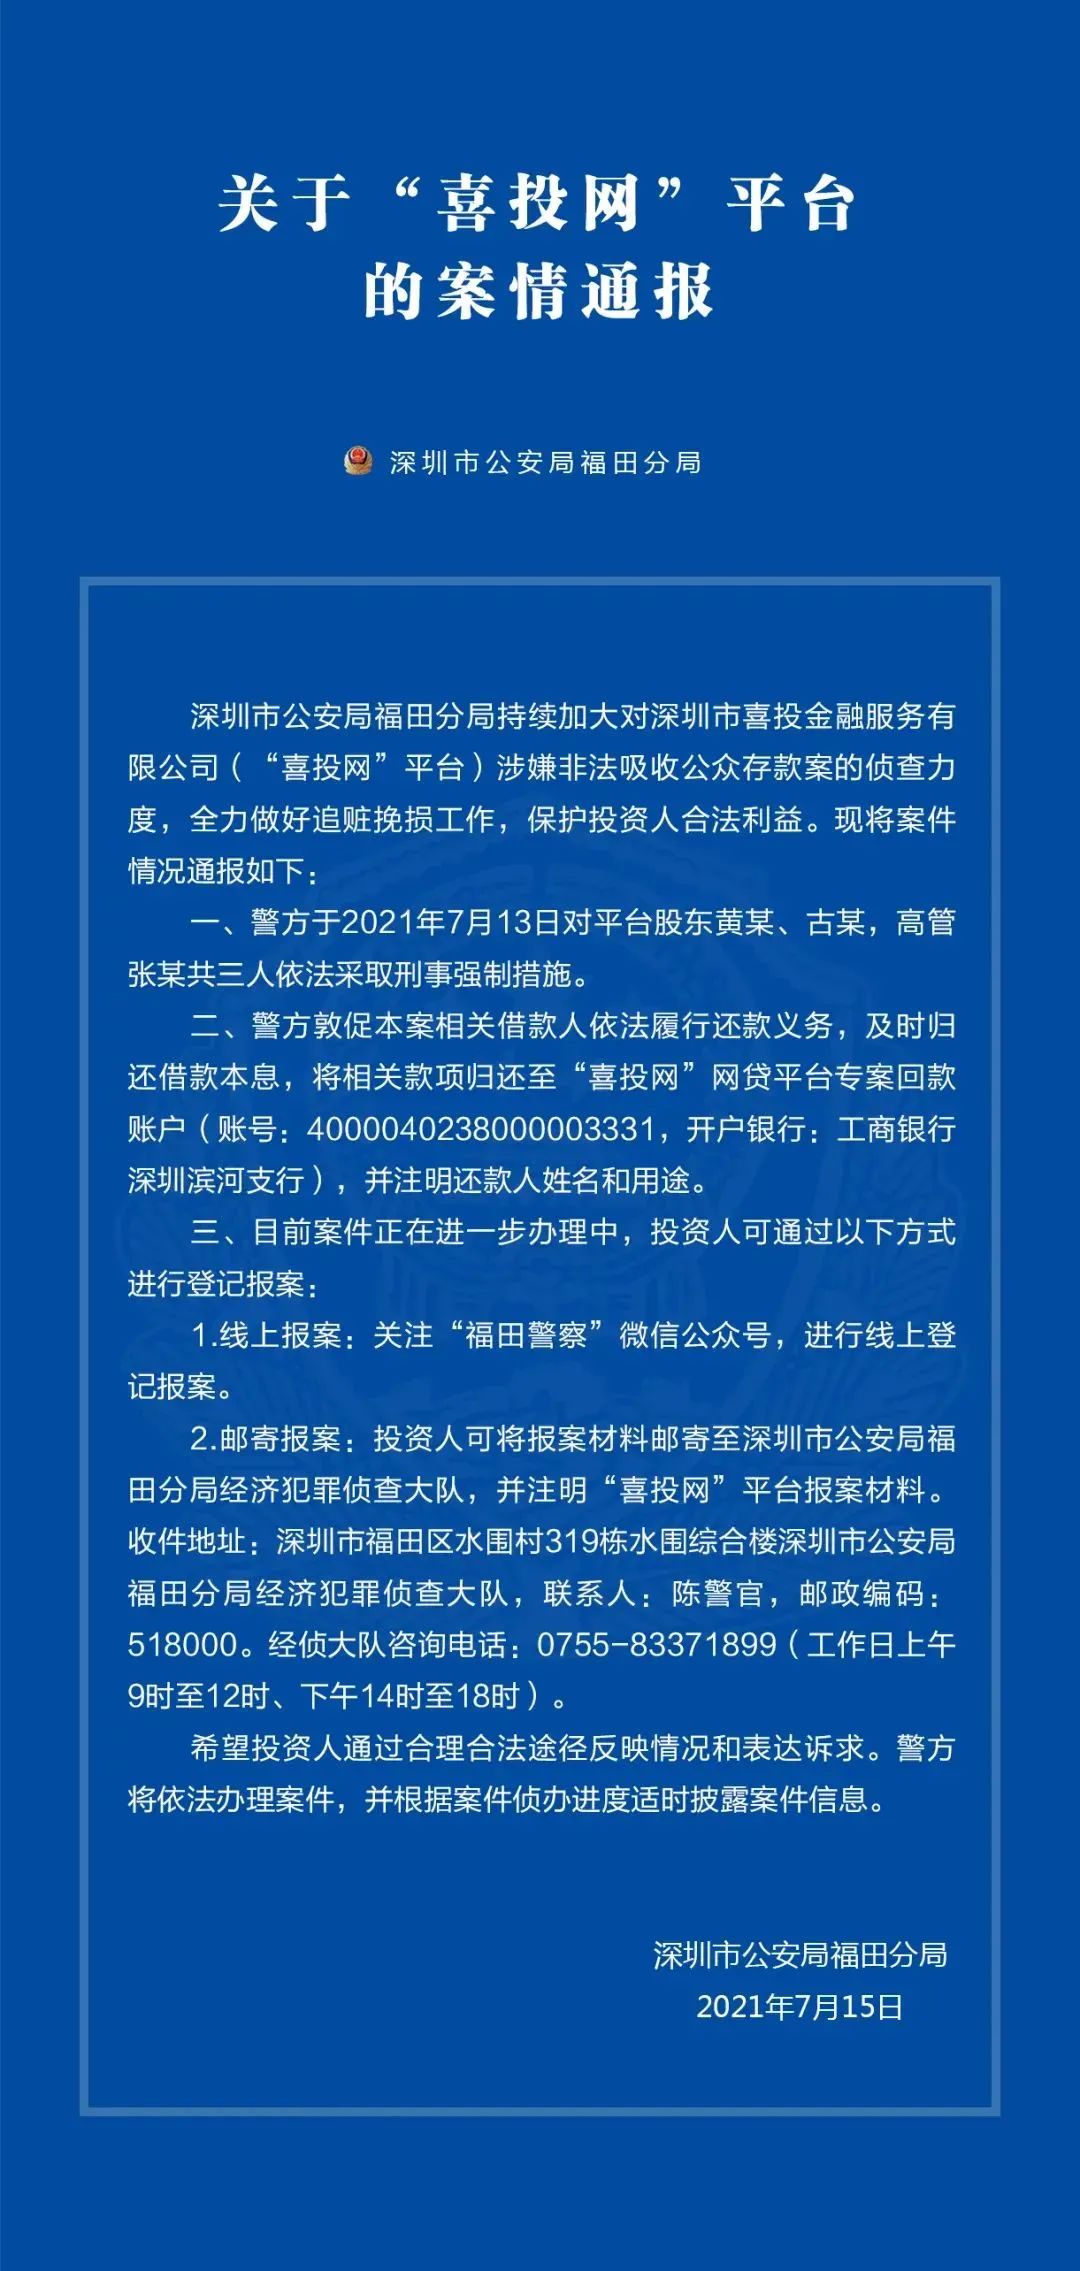 关于“喜投网”平台
的案情通报
深圳市公安局福田分局
深圳市公安局福田分局持续加大对深圳市喜投金融服务有
限公司（“喜投网”平台）涉嫌非法吸收公众存款案的侦查力
度，全力做好追赃挽损工作，保护投资人合法利益。现将案件
情况通报如下：
一、警方于2021年7月13日对平台股东黄某、古某，高管
张某共三人依法采取刑事强制措施。
二、警方敦促本案相关借款人依法履行还款义务，及时归
还借款本息，将相关款项归还至“喜投网”网贷平台专案回款
账户（账号：4000040238000003331，开户银行：工商银行
深圳滨河支行），并注明还款人姓名和用途。
三、目前案件正在进一步办理中，投资人可通过以下方式
进行登记报案：
1.线上报案：关注“福田警察”微信公众号，进行线上登
记报案。
2.邮寄报案：投资人可将报案材料邮寄至深圳市公安局福
田分局经济犯罪侦查大队，并注明“喜投网”平台报案材料。
收件地址：深圳市福田区水围村319栋水围综合楼深圳市公安局
福田分局经济犯罪侦查大队，联系人：陈警官，邮政编码：
518000。经侦大队咨询电话：0755-83371899（工作日上午
9时至12时、下午14时至18时）。
希望投资人通过合理合法途径反映情况和表达诉求。警方
将依法办理案件，并根据案件侦办进度适时披露案件信息。
深圳市公安局福田分局
2021年7月15日